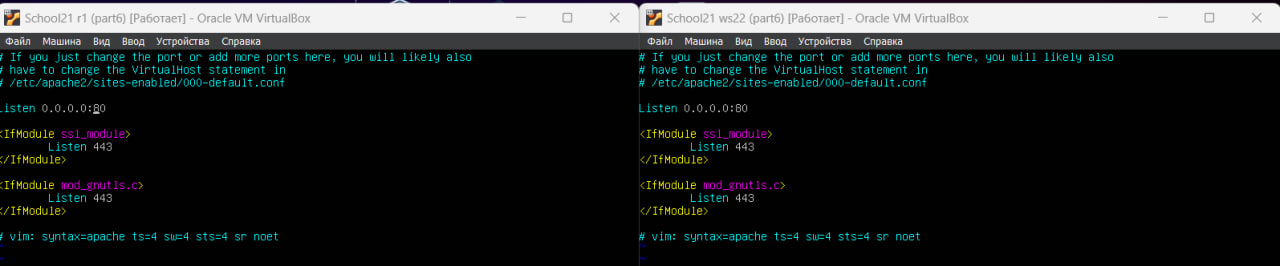 School21 r1 (part6) [Работает] - Oracle VM VirtualBox
Файл Машина Вид Ввод Устройства Справка
# If you just change the port or add more ports here, you will likely also
# have to change the VirtualHost statement in
# /etc/apache2/sites-enabled/000-default.conf
Listen 0.0.0.0:80
<IfModule ssl_module>
Listen 443
</IfModule>
<IfModule mod_gnutls.c>
Listen 443
</IfModule>
# vim: syntax=apache ts=4 sw=4 sts=4 sr noet
~
School21 ws22 (part6) [Работает] - Oracle VM VirtualBox
Файл Машина Вид Ввод Устройства Справка
# If you just change the port or add more ports here, you will likely also
# have to change the VirtualHost statement in
# /etc/apache2/sites-enabled/000-default.conf
Listen 0.0.0.0:80
<IfModule ssl_module>
Listen 443
</IfModule>
<IfModule mod_gnutls.c>
Listen 443
</IfModule>
# vim: syntax=apache ts=4 sw=4 sts=4 sr noet
~